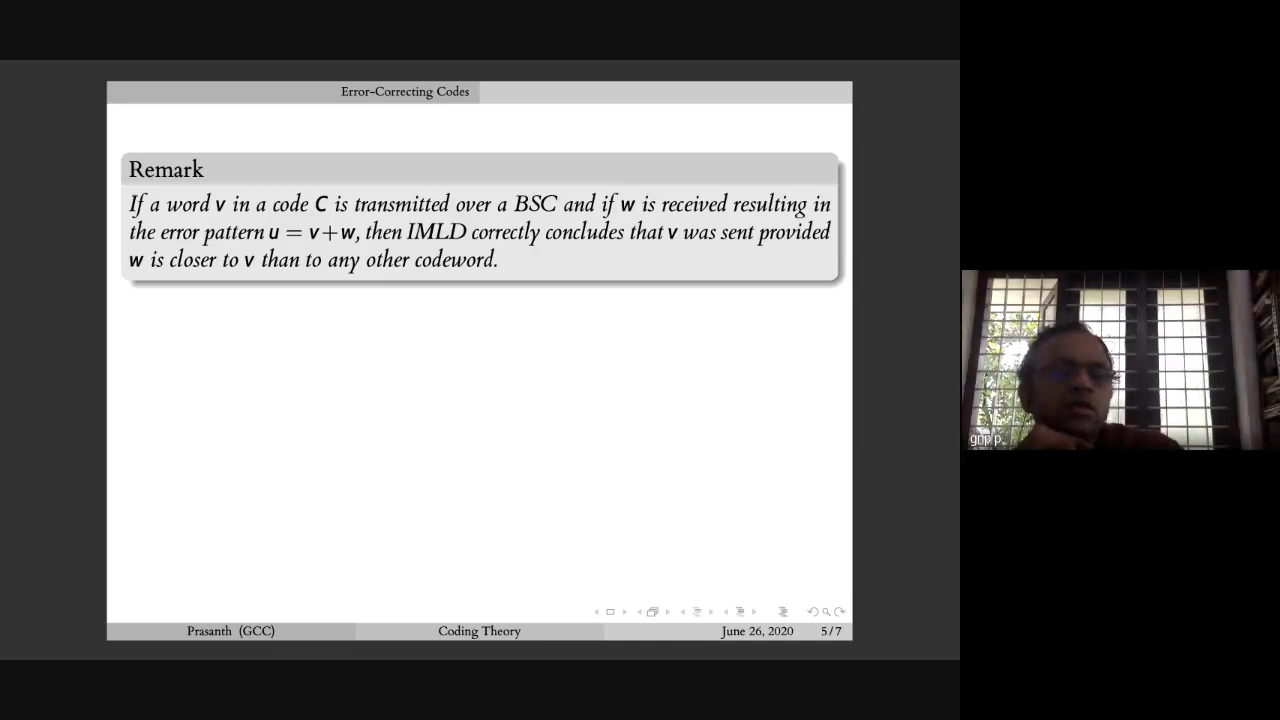 Error-Correcting Codes
Remark
If a word v in a code C is transmitted over a BSC and if w is received resulting in
the error pattern u = v+w, then IMLD correctly concludes that v was sent provided
w is closer to v than to any other codeword.
Prasanth (GCC)
Coding Theory
June 26, 2020
5/7
gnp p